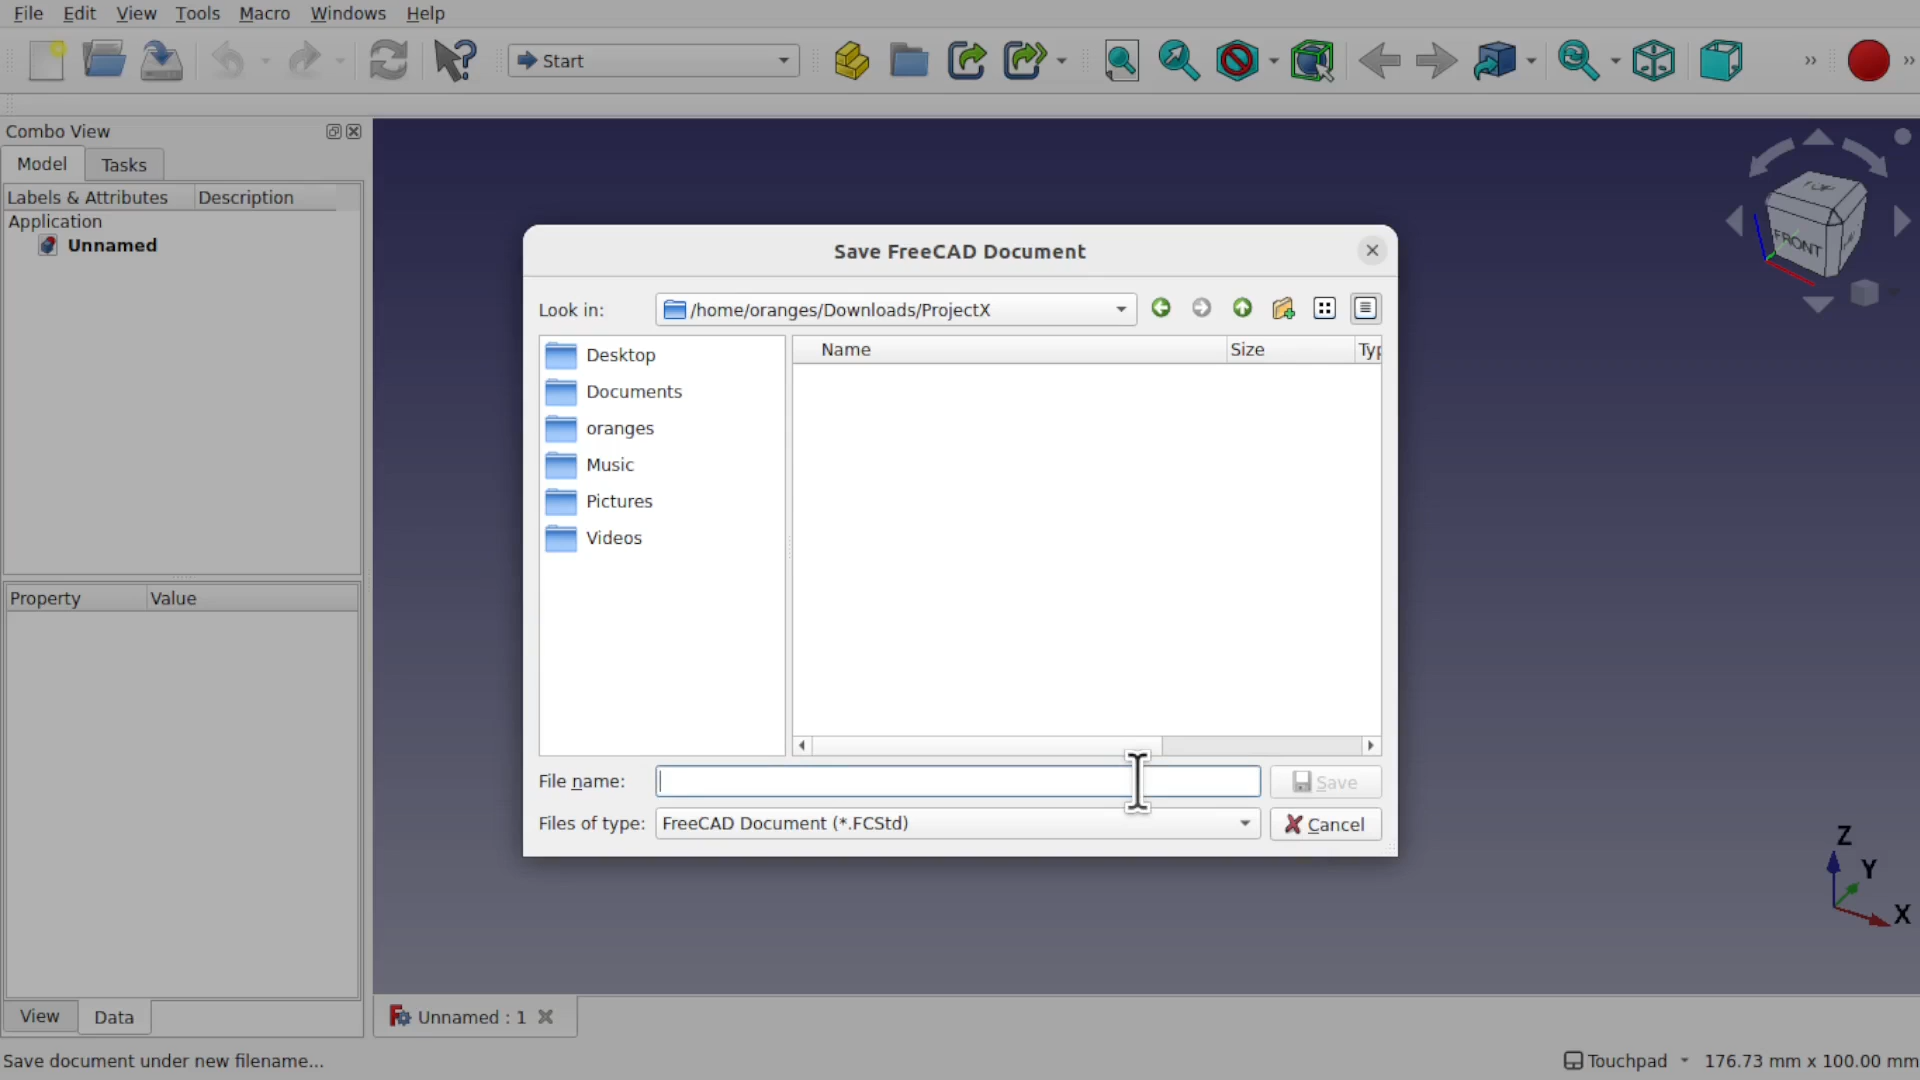 File Edit View Tools Macro Windows Help
Start
Combo View
Model Tasks
Labels & Attributes Description
Application
Unnamed
Property Value
View Data
Save FreeCAD Document
Look in: /home/oranges/Downloads/ProjectX
Desktop
Documents
oranges
Music
Pictures
Videos
Name Size Typ
File name: Save
Files of type: FreeCAD Document (*.FCStd) Cancel
TOP
FRONT
Z
Y
X
Unnamed : 1
Save document under new filename...
Touchpad 176.73 mm x 100.00 mm